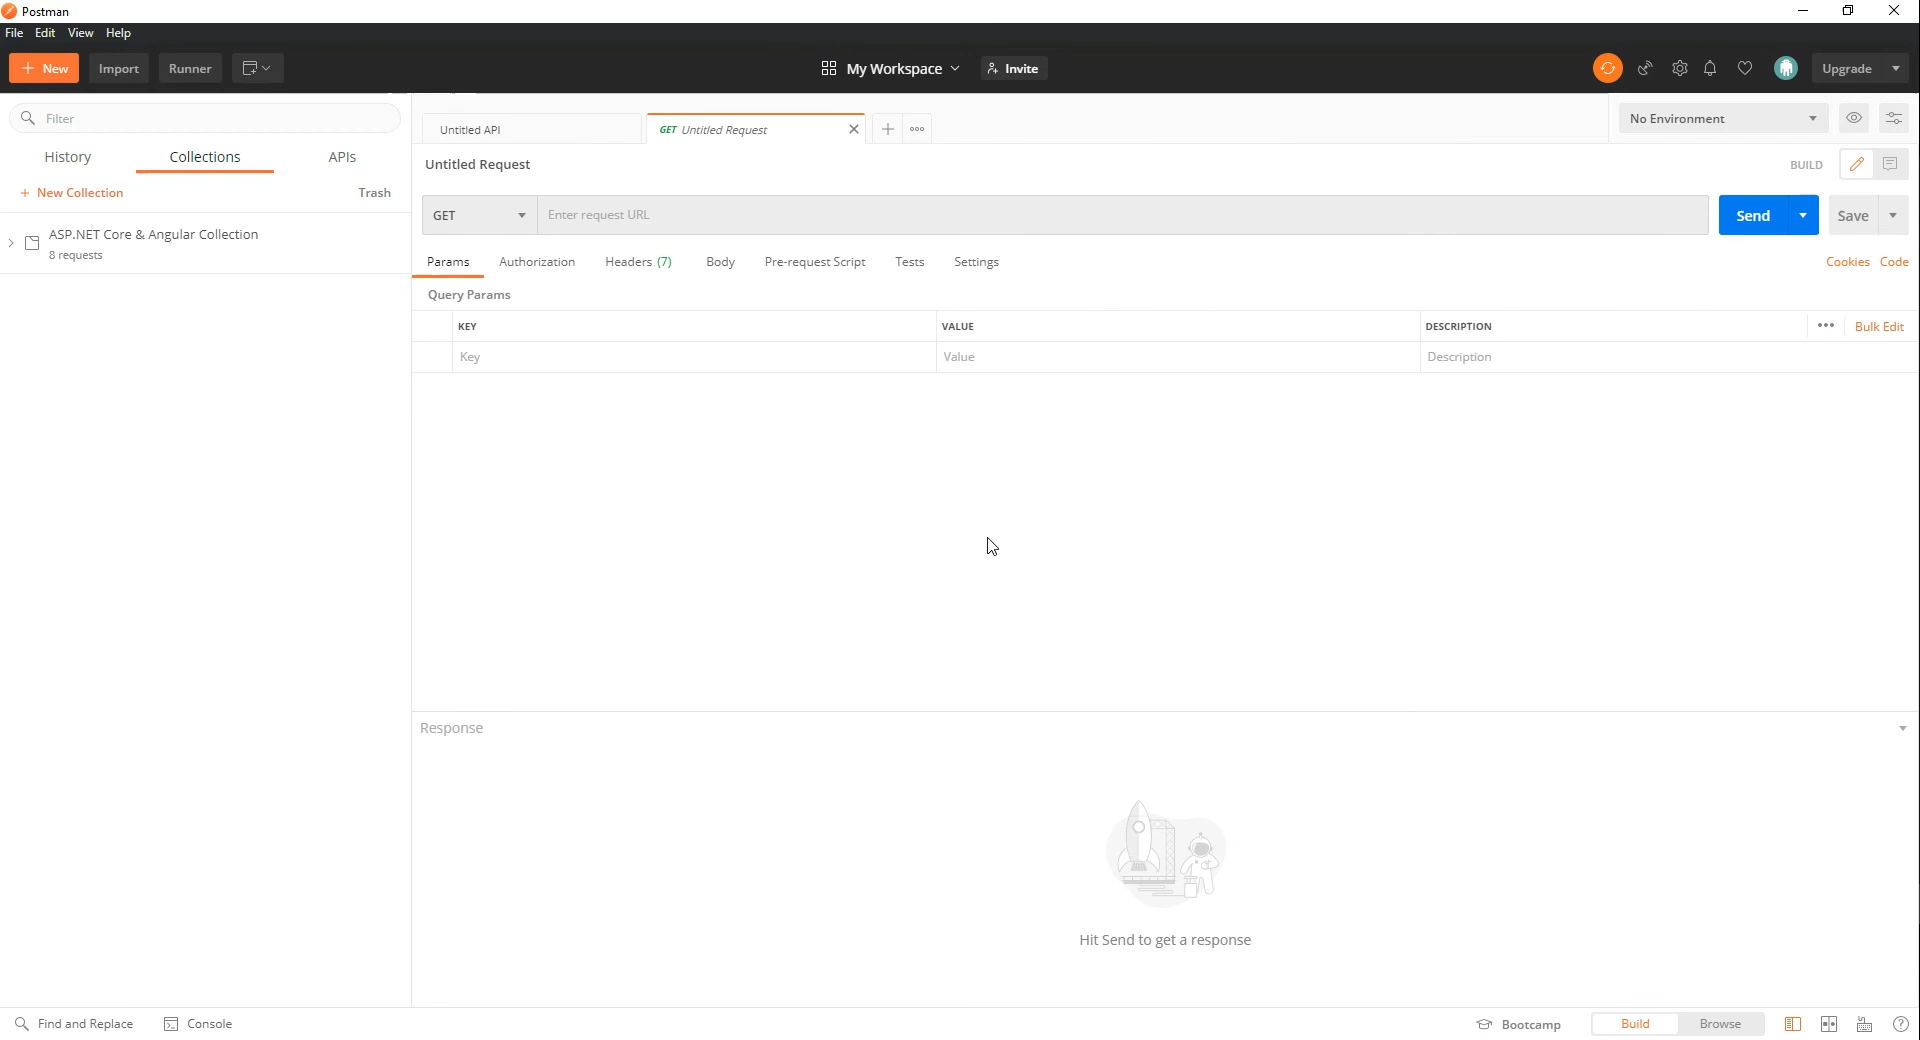 Postman
File Edit View Help
+ New Import Runner My Workspace Invite Upgrade
Filter
Untitled API GET Untitled Request ••• No Environment
History Collections APIs
Untitled Request BUILD
+ New Collection Trash
GET Enter request URL Send Save
ASP.NET Core & Angular Collection
8 requests
Params Authorization Headers (7) Body Pre-request Script Tests Settings Cookies Code
Query Params
KEY VALUE DESCRIPTION ••• Bulk Edit
Key Value Description
Response
Hit Send to get a response
Find and Replace Console Bootcamp Build Browse